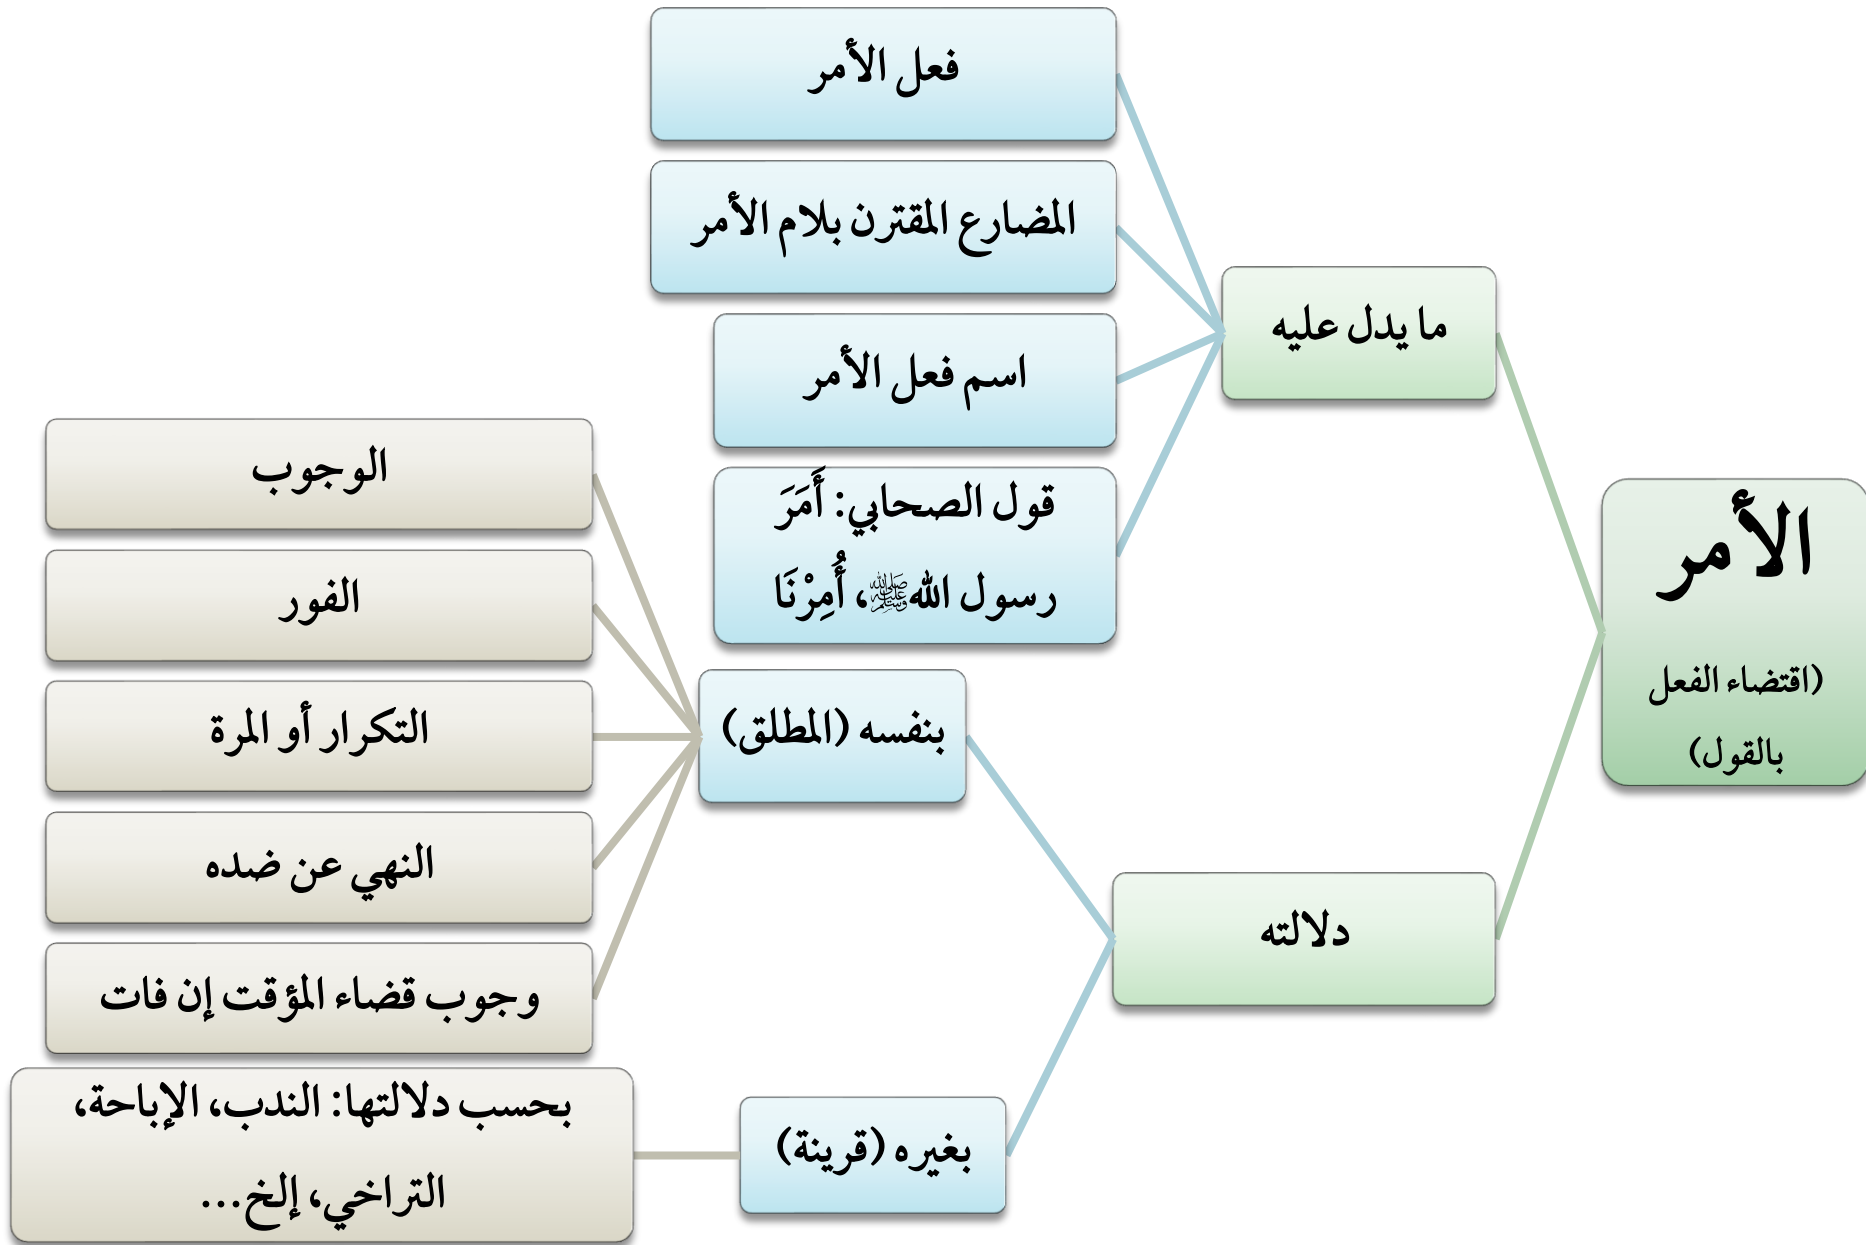 الأمر
(اقتضاء الفعل
بالقول)
ما يدل عليه
فعل الأمر
المضارع المقترن بلام الأمر
اسم فعل الأمر
قول الصحابي: أَمَرَ
رسول الله ﷺ، أُمِرْنَا
دلالته
بنفسه (المطلق)
الوجوب
الفور
التكرار أو المرة
النهي عن ضده
وجوب قضاء المؤقت إن فات
بغيره (قرينة)
بحسب دلالتها: الندب، الإباحة،
التراخي، إلخ...